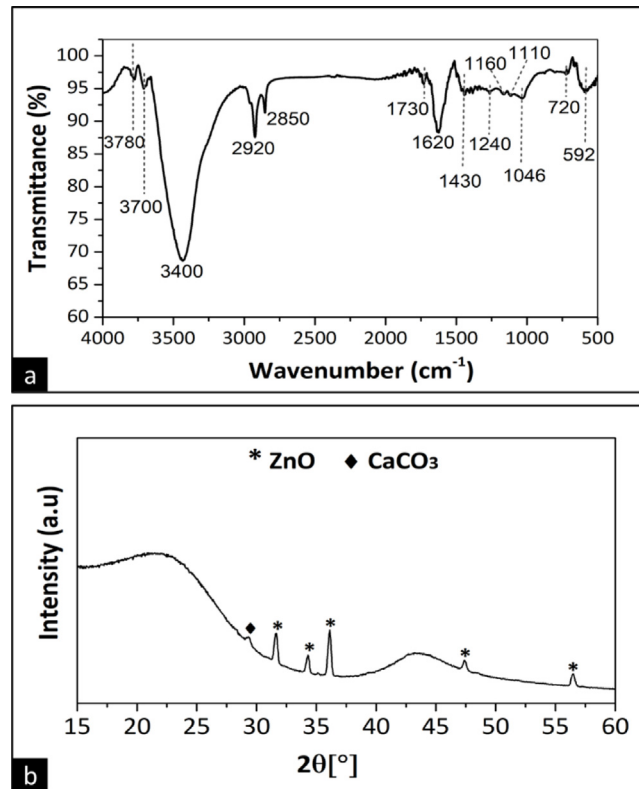 100
95
90
85
80
75
70
65
60
Transmittance (%)
3780
3700
3400
2920
2850
1730
1620
1430
1240
1160
1110
1046
720
592
4000 3500 3000 2500 2000 1500 1000 500
Wavenumber (cm⁻¹)
a
* ZnO ♦ CaCO₃
Intensity (a.u)
♦ * * * * *
15 20 25 30 35 40 45 50 55 60
2θ[°]
b